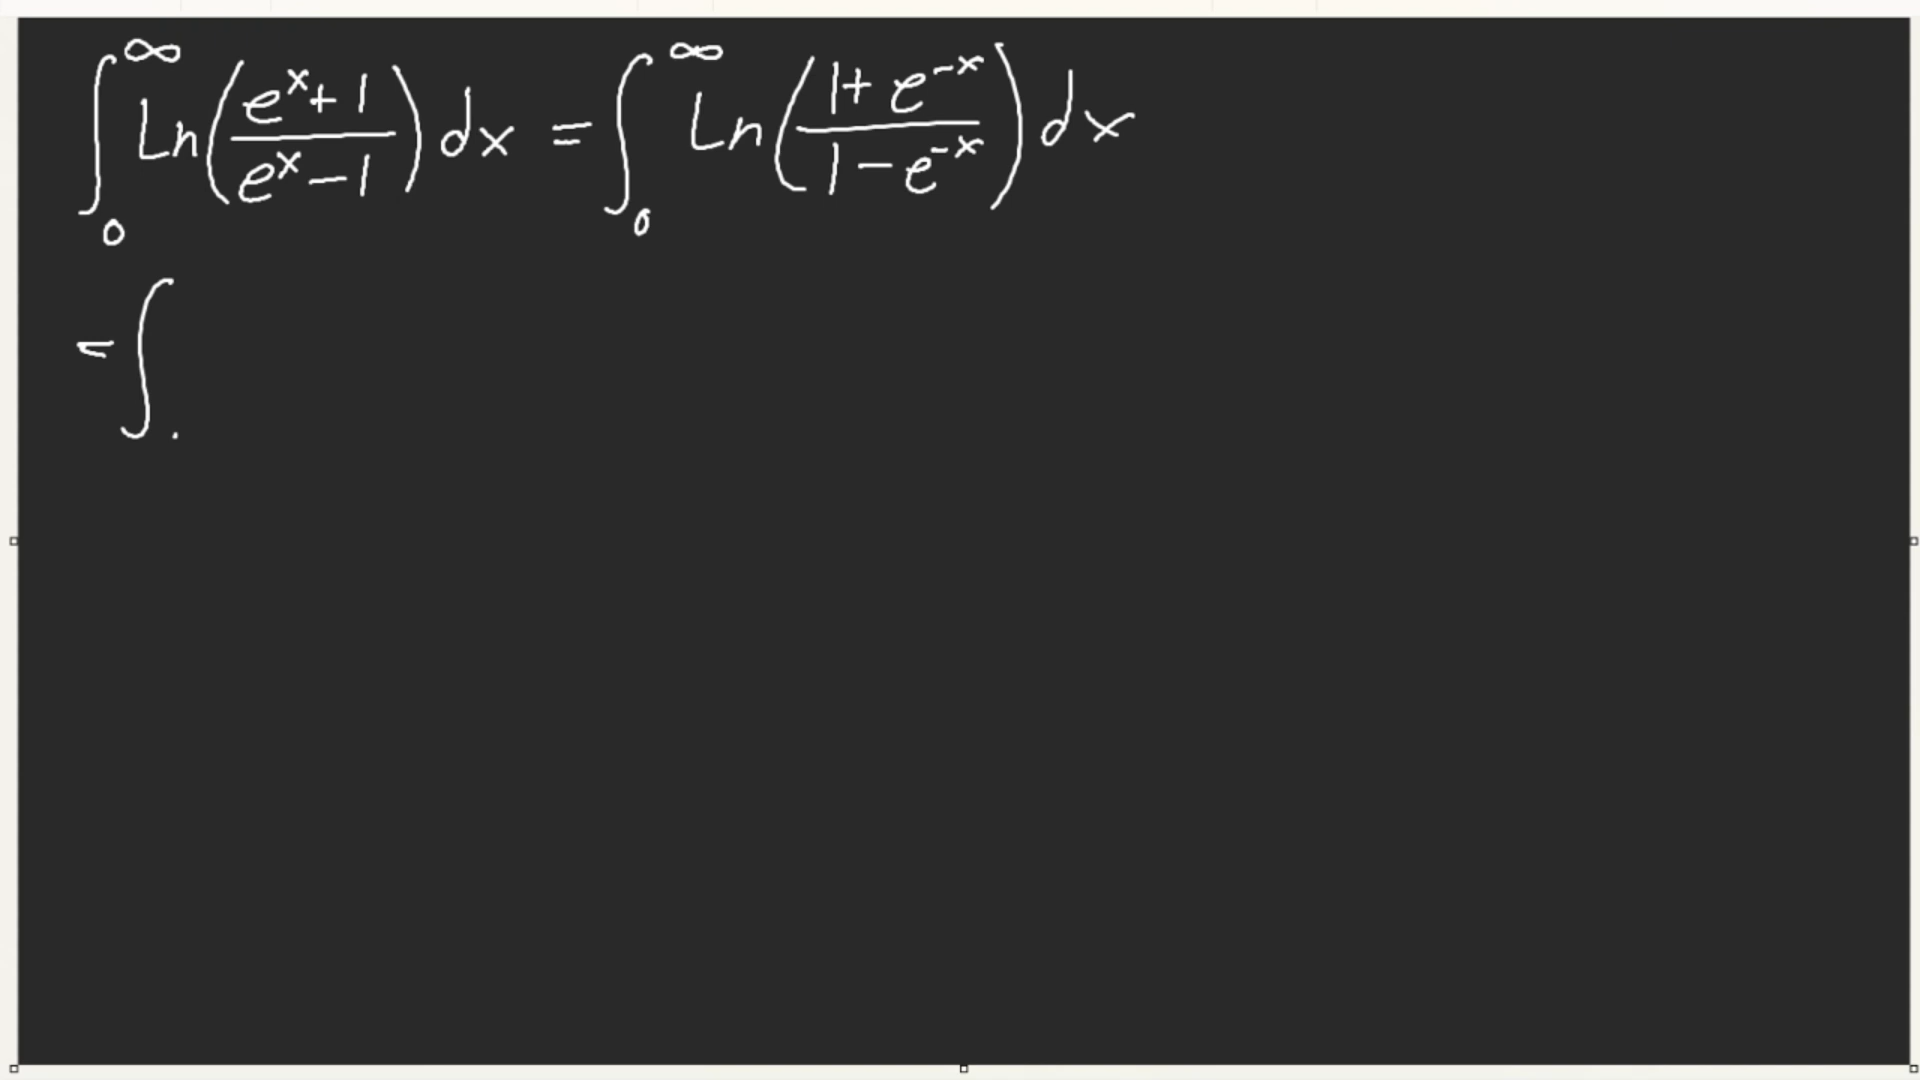 ∫₀^∞ Ln((eˣ+1)/(eˣ−1)) dx = ∫₀^∞ Ln((1+e⁻ˣ)/(1−e⁻ˣ)) dx
= ∫